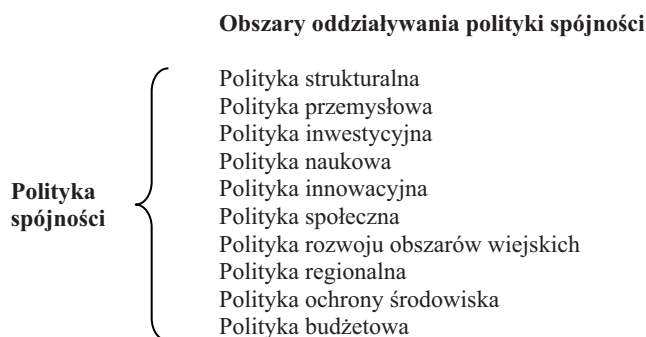 Obszary oddziaływania polityki spójności
Polityka strukturalna
Polityka przemysłowa
Polityka inwestycyjna
Polityka naukowa
Polityka innowacyjna
Polityka społeczna
Polityka rozwoju obszarów wiejskich
Polityka regionalna
Polityka ochrony środowiska
Polityka budżetowa
Polityka
spójności